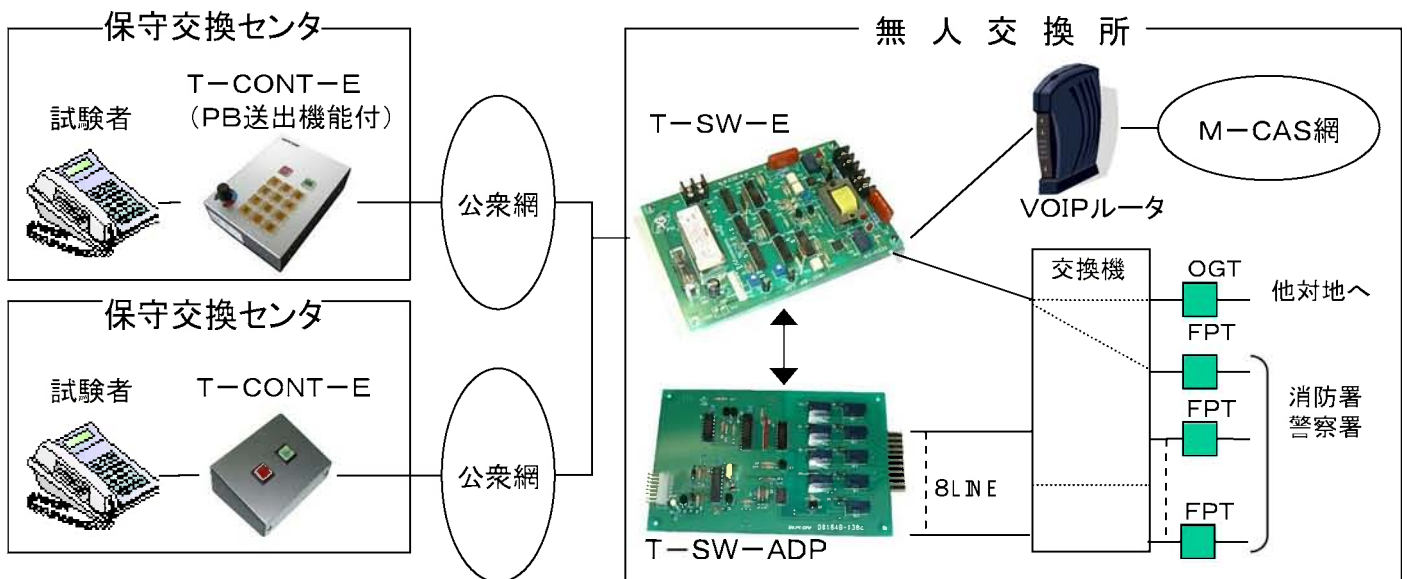 保守交換センタ
T－CONT－E
（PB送出機能付）
試験者
公衆網
保守交換センタ
試験者
T－CONT－E
公衆網
無人交換所
T－SW－E
VOIPルータ
M－CAS網
T－SW－ADP
8LINE
交換機
OGT
他対地へ
FPT
FPT
FPT
消防署
警察署